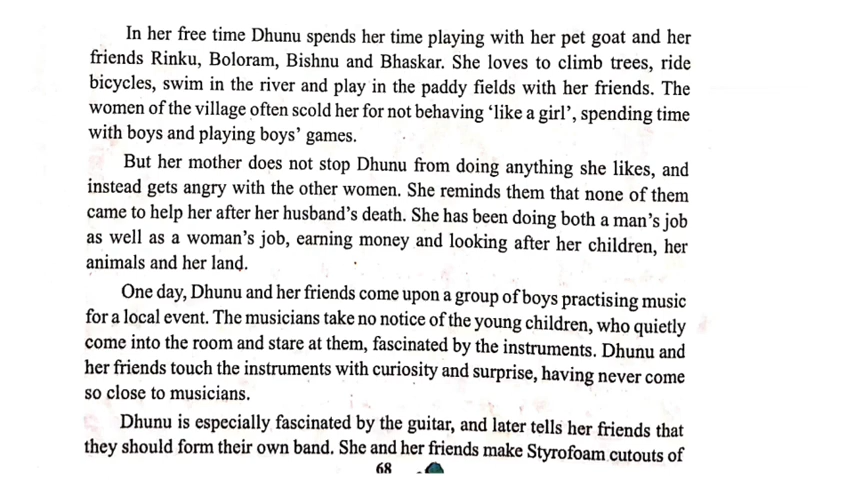 In her free time Dhunu spends her time playing with her pet goat and her
friends Rinku, Boloram, Bishnu and Bhaskar. She loves to climb trees, ride
bicycles, swim in the river and play in the paddy fields with her friends. The
women of the village often scold her for not behaving ‘like a girl’, spending time
with boys and playing boys’ games.
But her mother does not stop Dhunu from doing anything she likes, and
instead gets angry with the other women. She reminds them that none of them
came to help her after her husband’s death. She has been doing both a man’s job
as well as a woman’s job, earning money and looking after her children, her
animals and her land.
One day, Dhunu and her friends come upon a group of boys practising music
for a local event. The musicians take no notice of the young children, who quietly
come into the room and stare at them, fascinated by the instruments. Dhunu and
her friends touch the instruments with curiosity and surprise, having never come
so close to musicians.
Dhunu is especially fascinated by the guitar, and later tells her friends that
they should form their own band. She and her friends make Styrofoam cutouts of
68